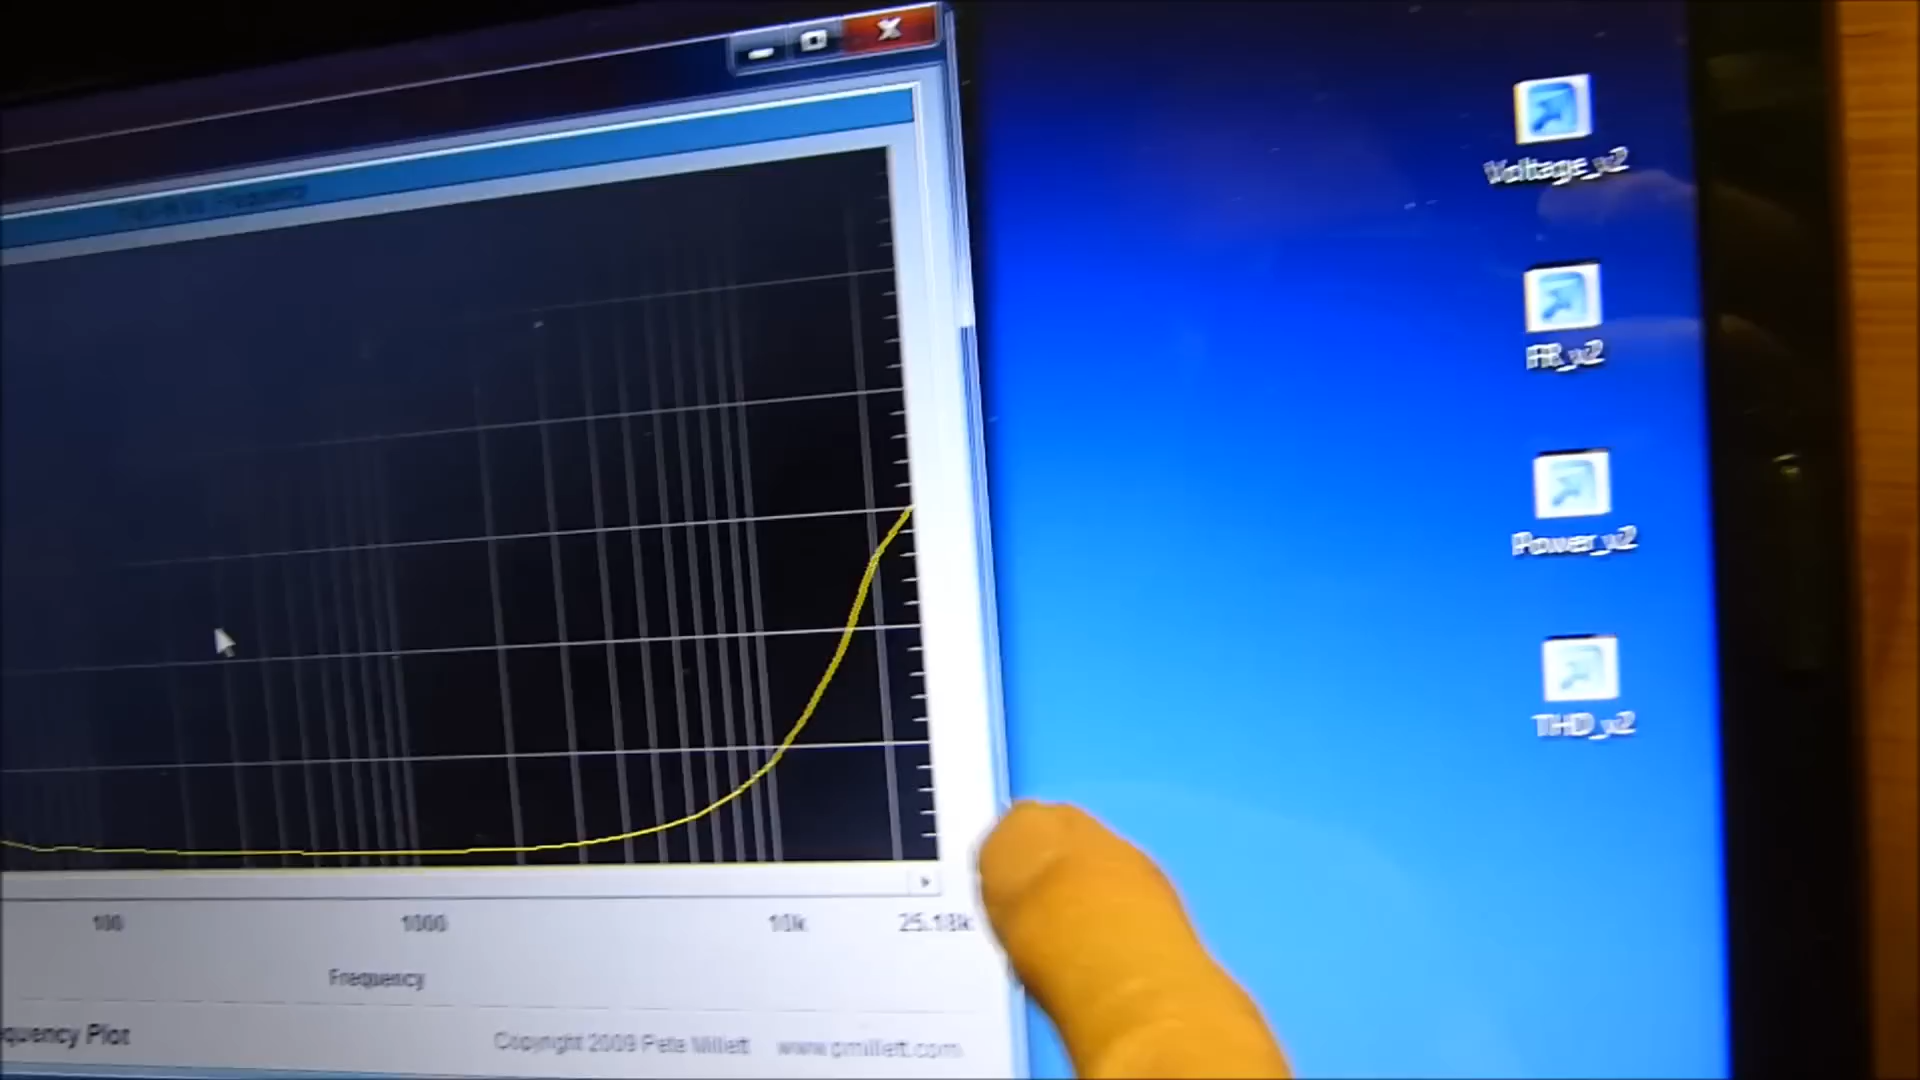 Voltage_v2
FR_v2
Power_v2
THD_v2
100 1000 10k 25.18k
Frequency
quency Plot Copyright 2009 Pete Millett www.pmillett.com